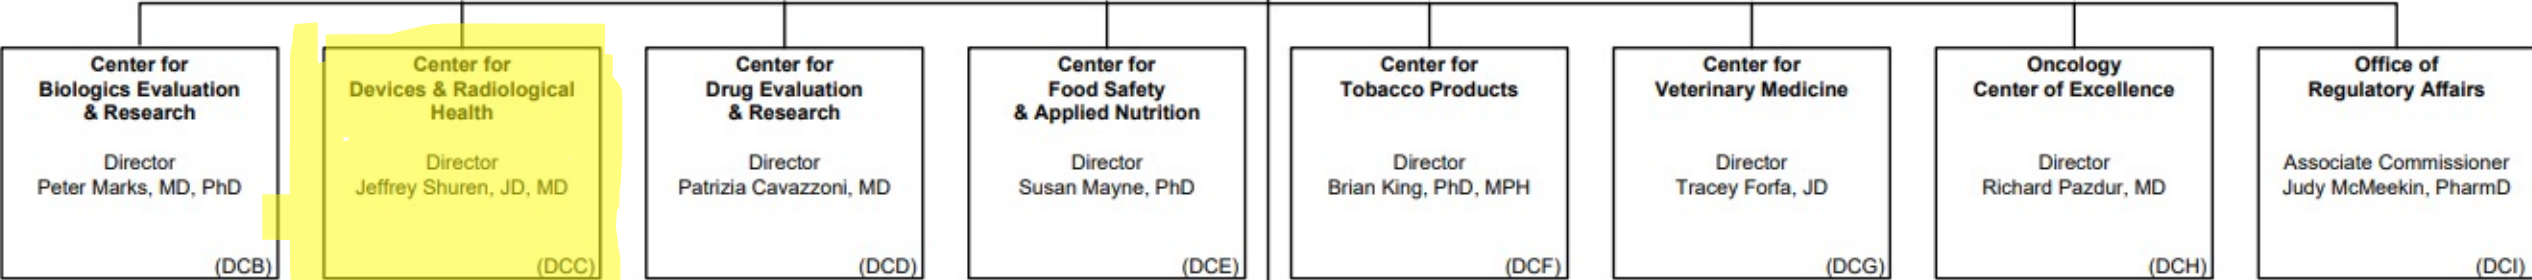 Center for
Biologics Evaluation
& Research
Director
Peter Marks, MD, PhD
(DCB)
Center for
Devices & Radiological
Health
Director
Jeffrey Shuren, JD, MD
(DCC)
Center for
Drug Evaluation
& Research
Director
Patrizia Cavazzoni, MD
(DCD)
Center for
Food Safety
& Applied Nutrition
Director
Susan Mayne, PhD
(DCE)
Center for
Tobacco Products
Director
Brian King, PhD, MPH
(DCF)
Center for
Veterinary Medicine
Director
Tracey Forfa, JD
(DCG)
Oncology
Center of Excellence
Director
Richard Pazdur, MD
(DCH)
Office of
Regulatory Affairs
Associate Commissioner
Judy McMeekin, PharmD
(DCI)